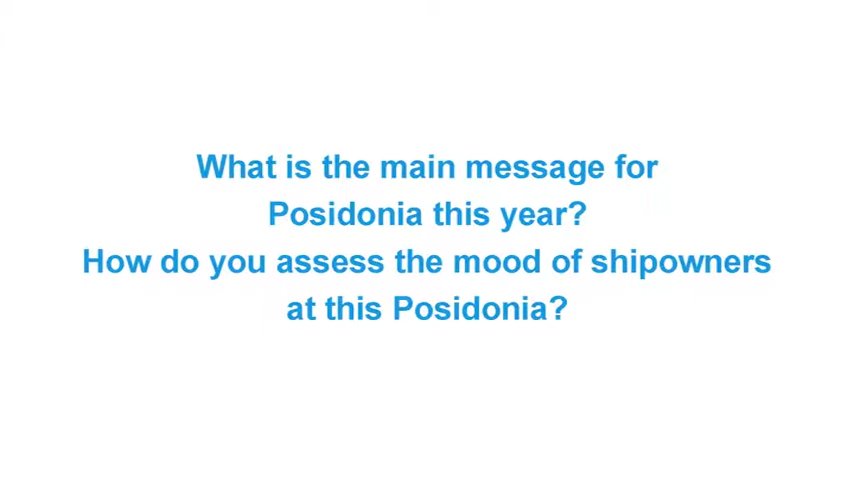 What is the main message for
Posidonia this year?
How do you assess the mood of shipowners
at this Posidonia?